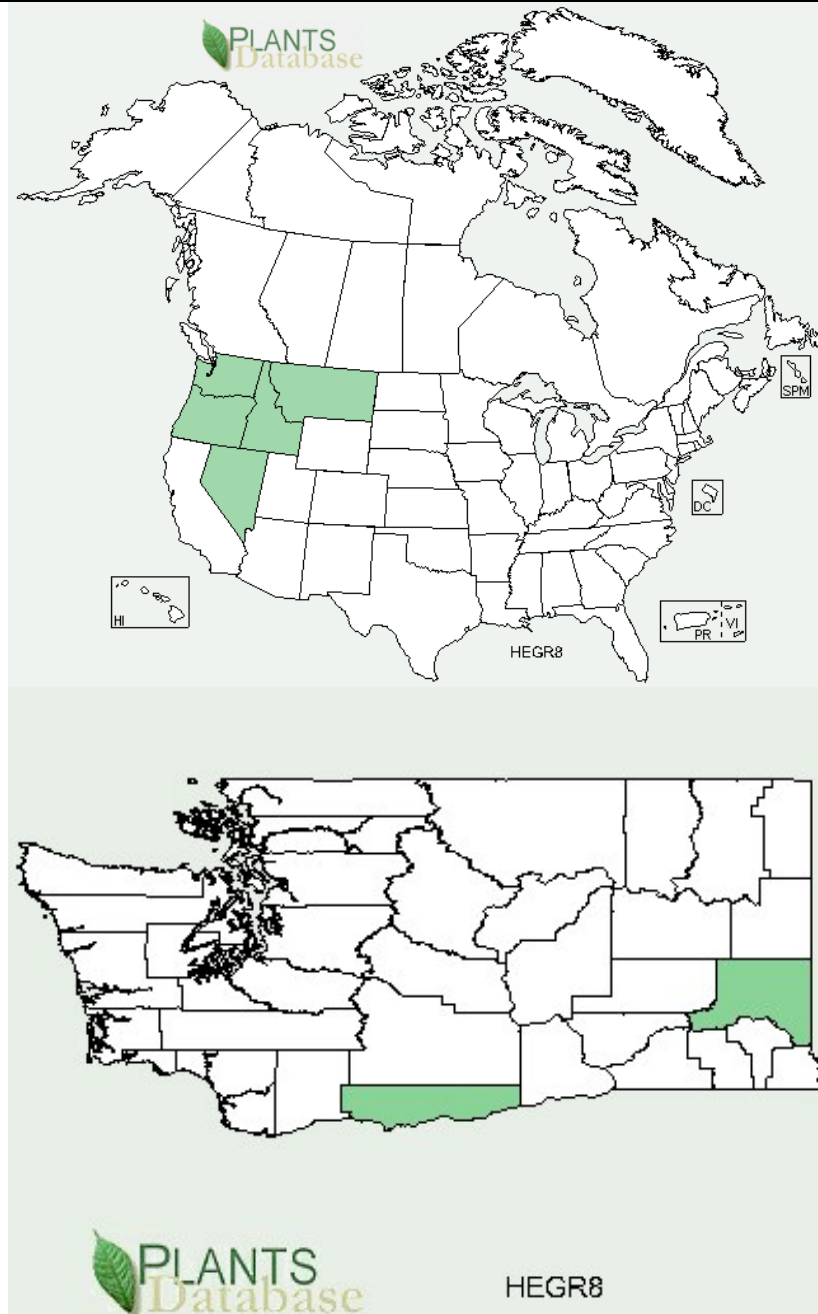 PLANTS
Database
SPM
DC
HI
PR VI
HEGR8
PLANTS
Database
HEGR8